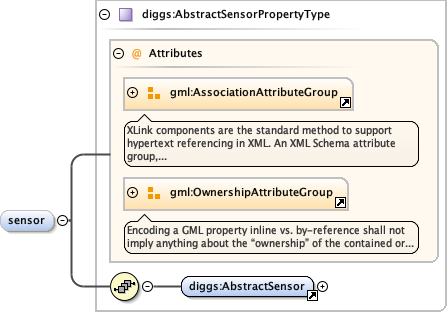 diggs:AbstractSensorPropertyType
@ Attributes
gml:AssociationAttributeGroup
XLink components are the standard method to support
hypertext referencing in XML. An XML Schema attribute
group,...
gml:OwnershipAttributeGroup
Encoding a GML property inline vs. by-reference shall not
imply anything about the “ownership” of the contained or...
sensor
diggs:AbstractSensor